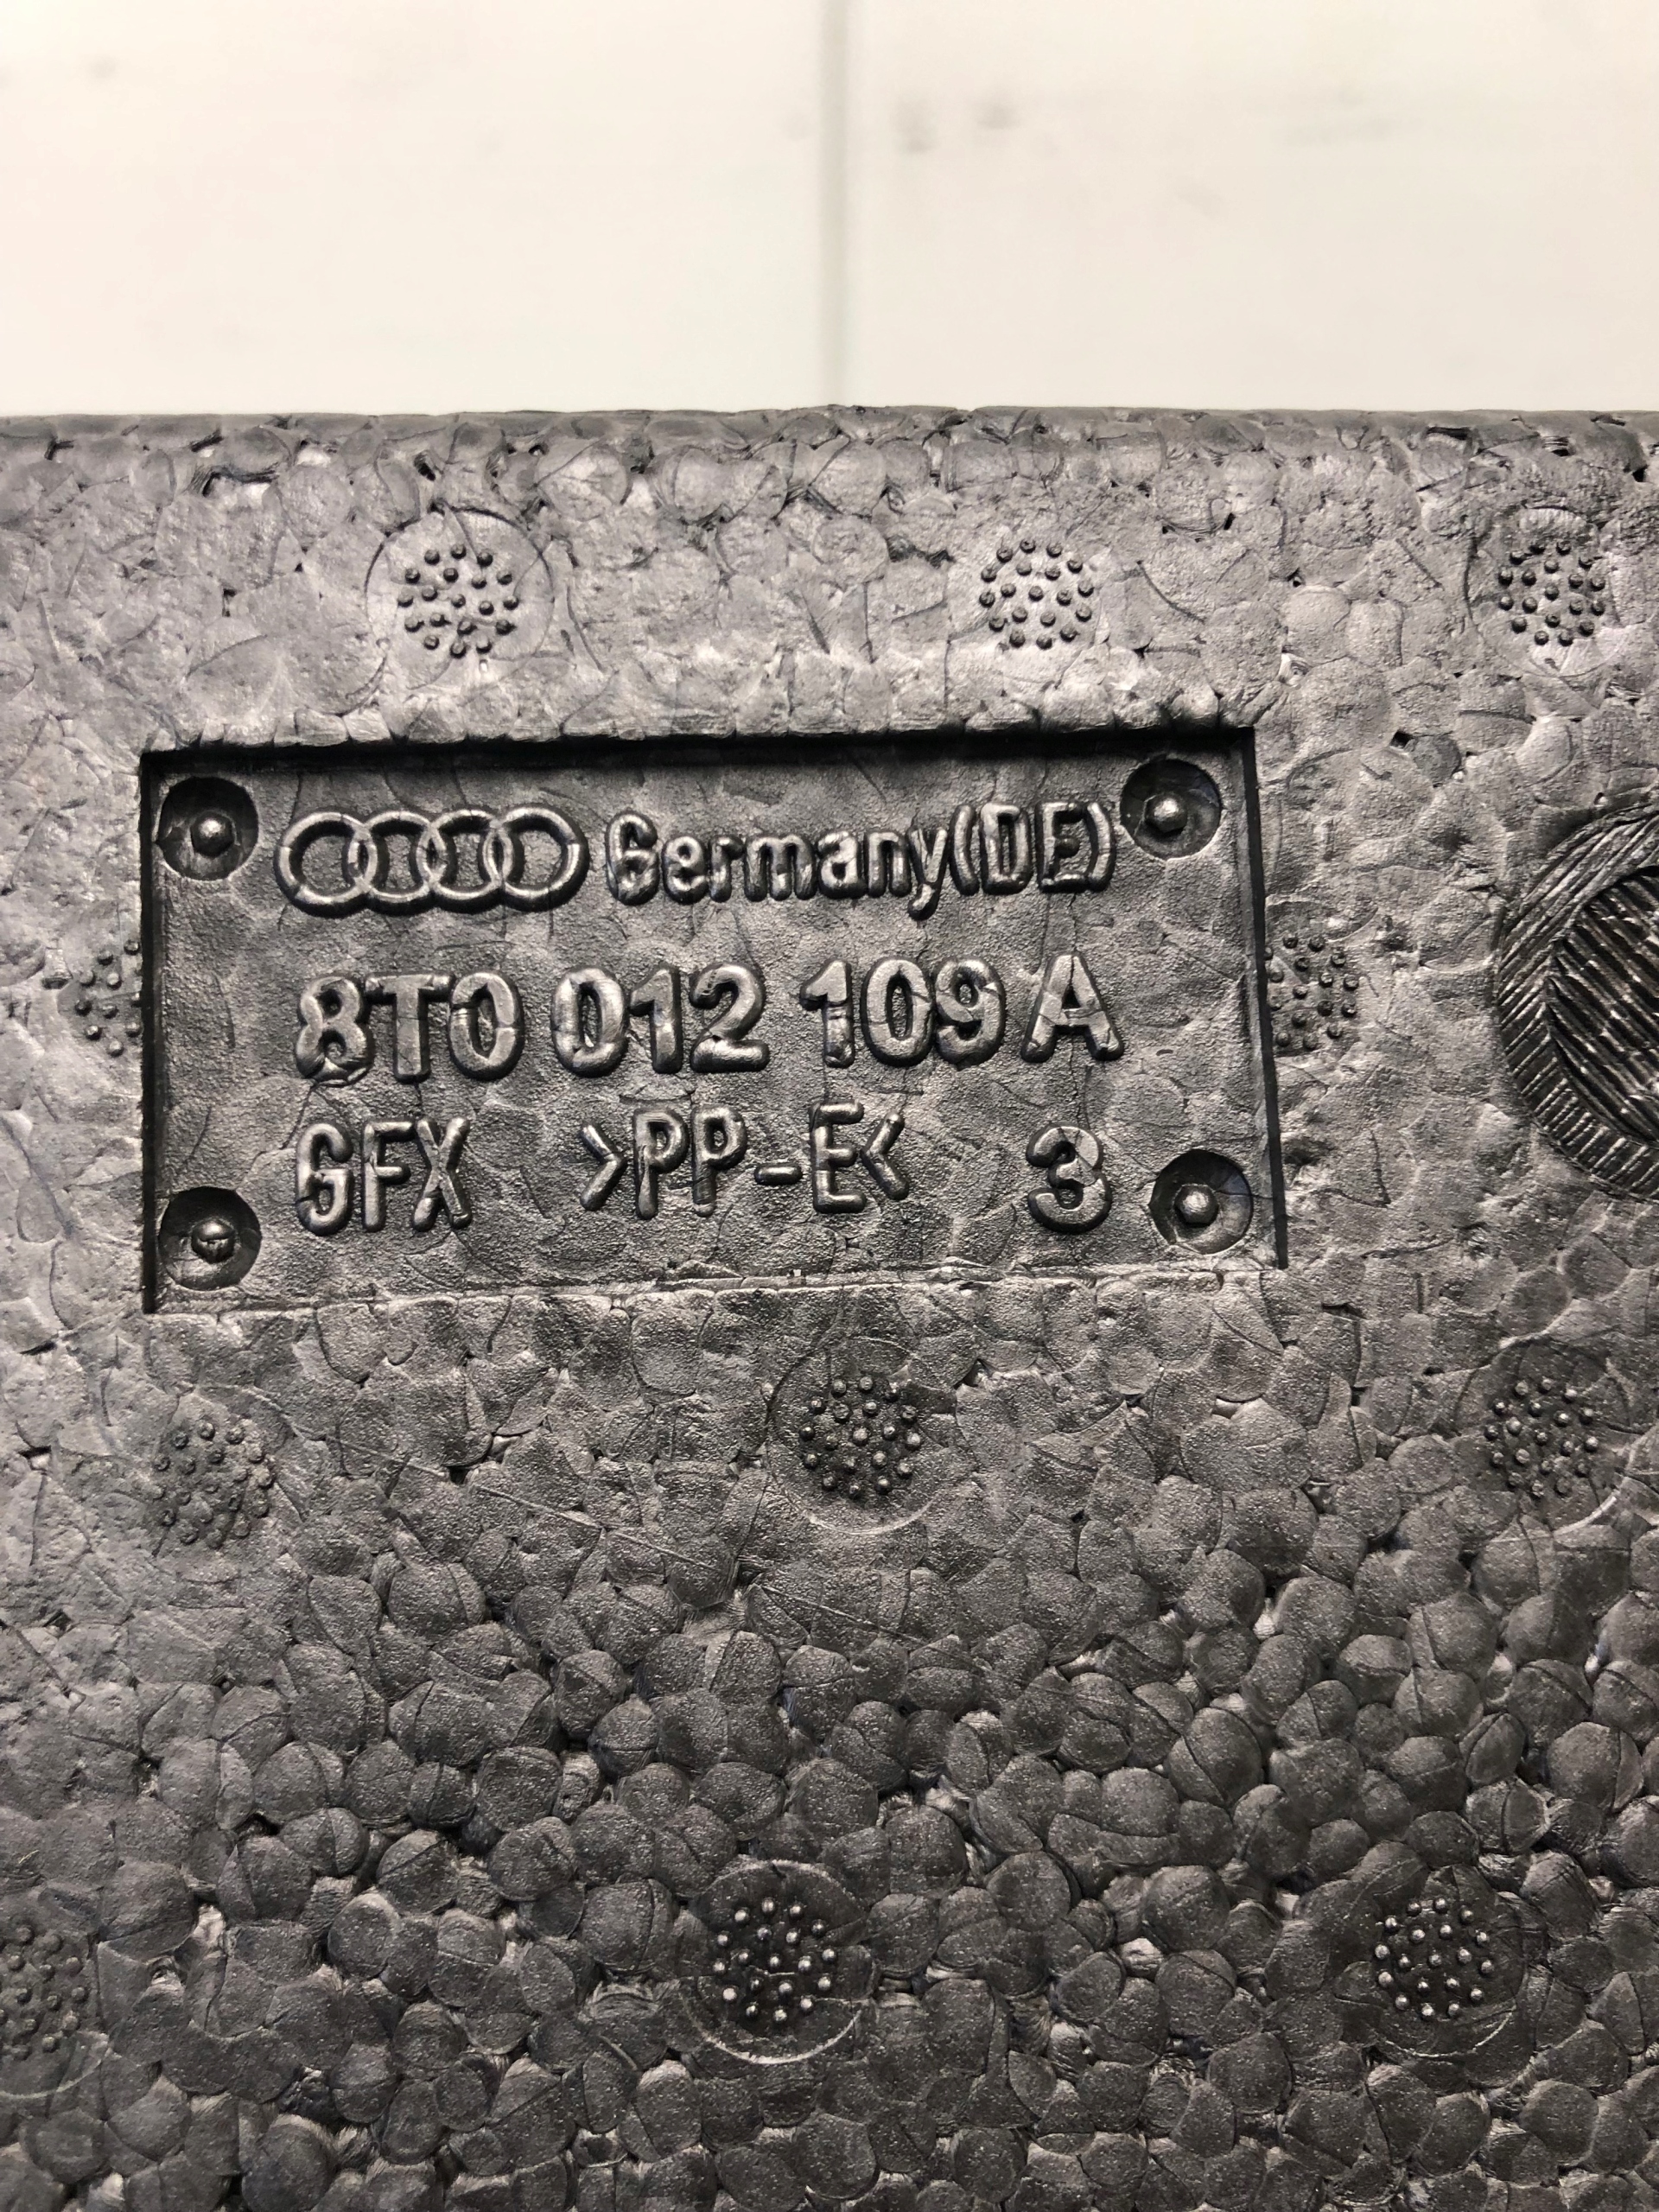 Germany(DE)
8T0 012 109 A
GFX >PP-E< 3